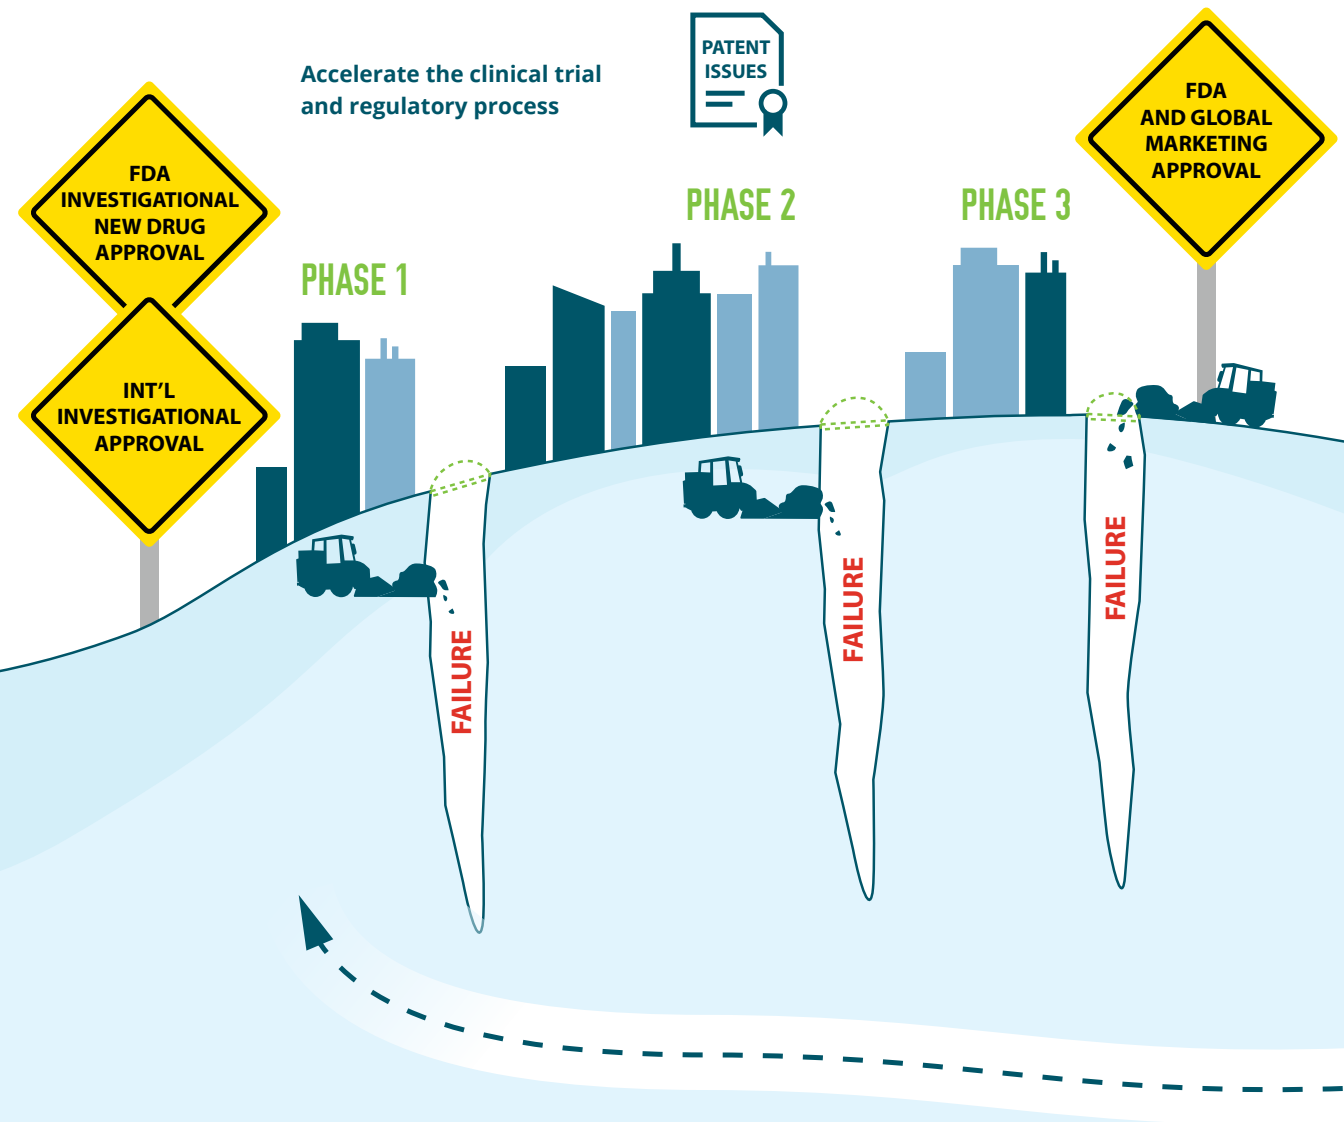 Accelerate the clinical trial
and regulatory process
PATENT
ISSUES
FDA
AND GLOBAL
MARKETING
APPROVAL
FDA
INVESTIGATIONAL
NEW DRUG
APPROVAL
INT'L
INVESTIGATIONAL
APPROVAL
PHASE 1
PHASE 2
PHASE 3
FAILURE
FAILURE
FAILURE